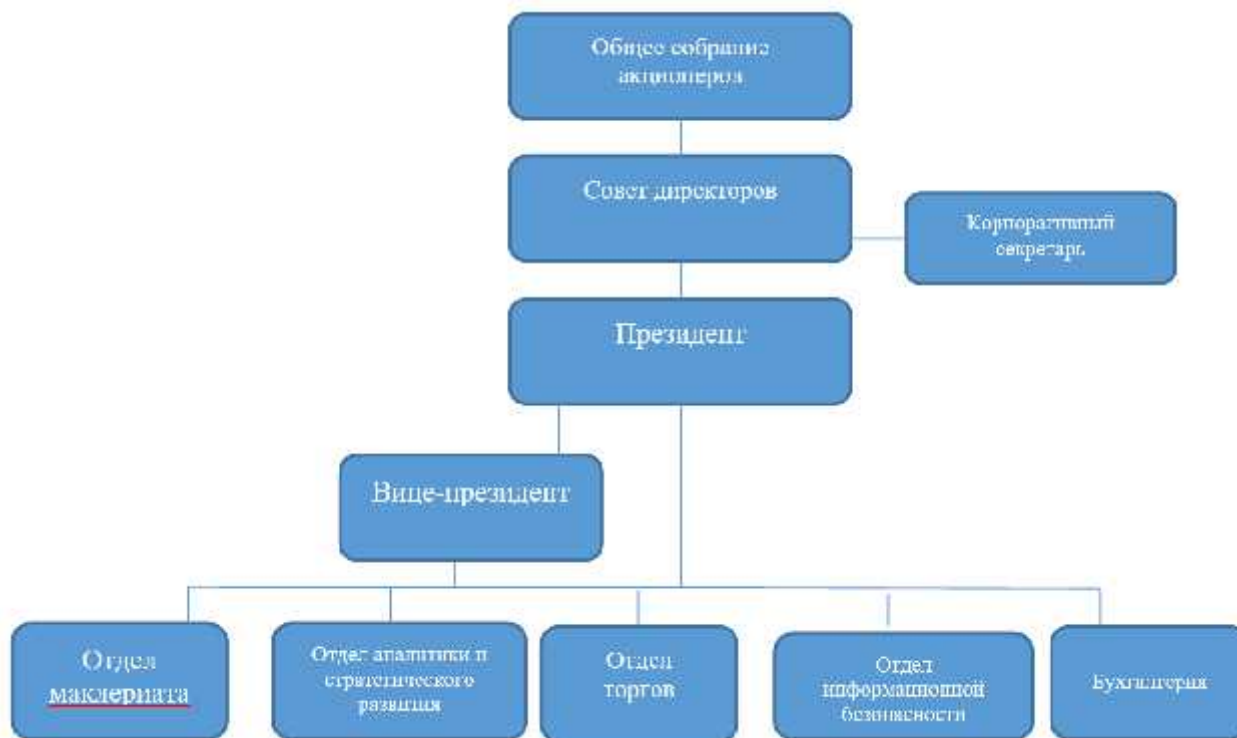 Общее собрание
акционеров
Совет директоров
Корпоративный
секретарь
Президент
Вице-президент
Отдел
маклериата
Отдел аналитики и
стратегического
развития
Отдел
торгов
Отдел
информационной
безопасности
Бухгалтерия